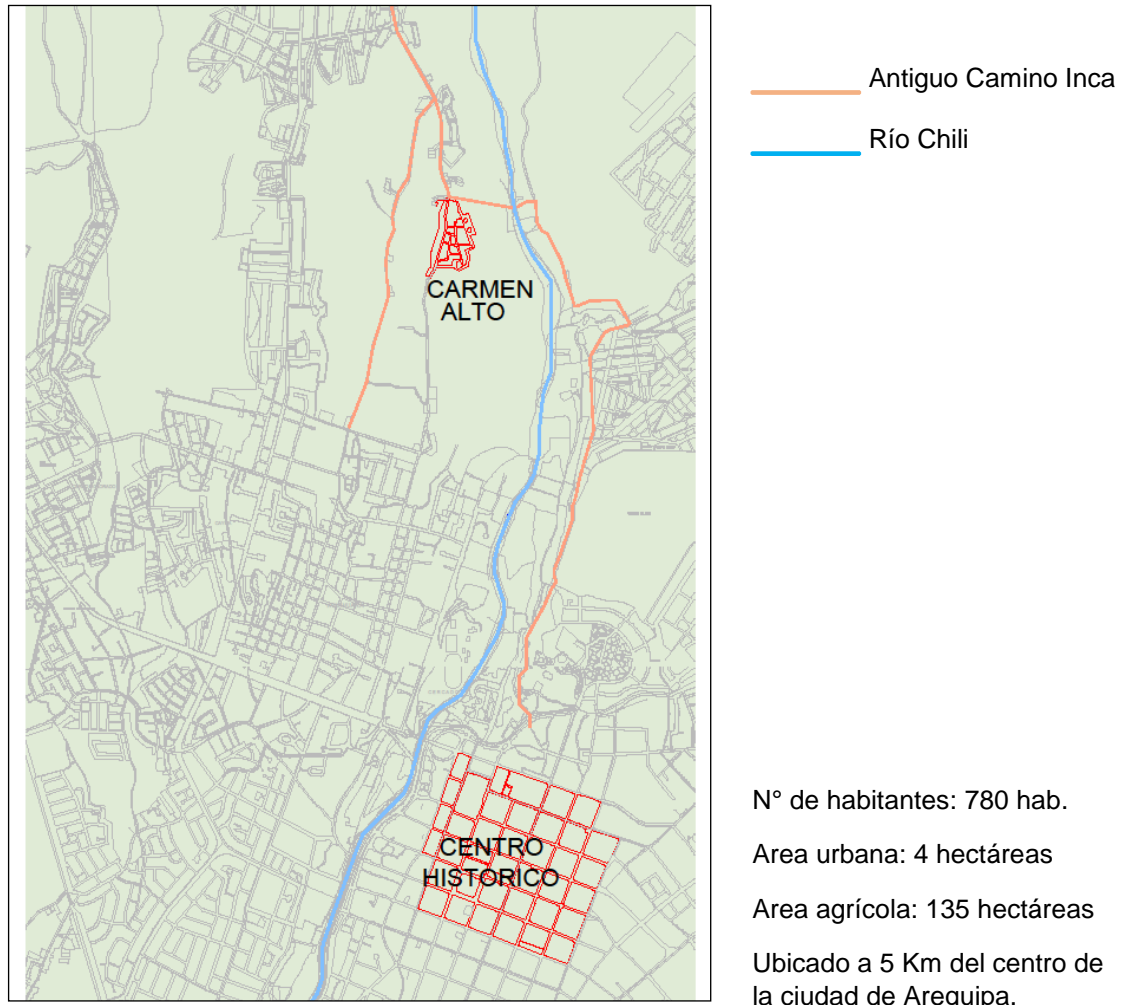 Antiguo Camino Inca
Río Chili
CARMEN
ALTO
CENTRO
HISTÓRICO
N° de habitantes: 780 hab.
Area urbana: 4 hectáreas
Area agrícola: 135 hectáreas
Ubicado a 5 Km del centro de
la ciudad de Arequipa.